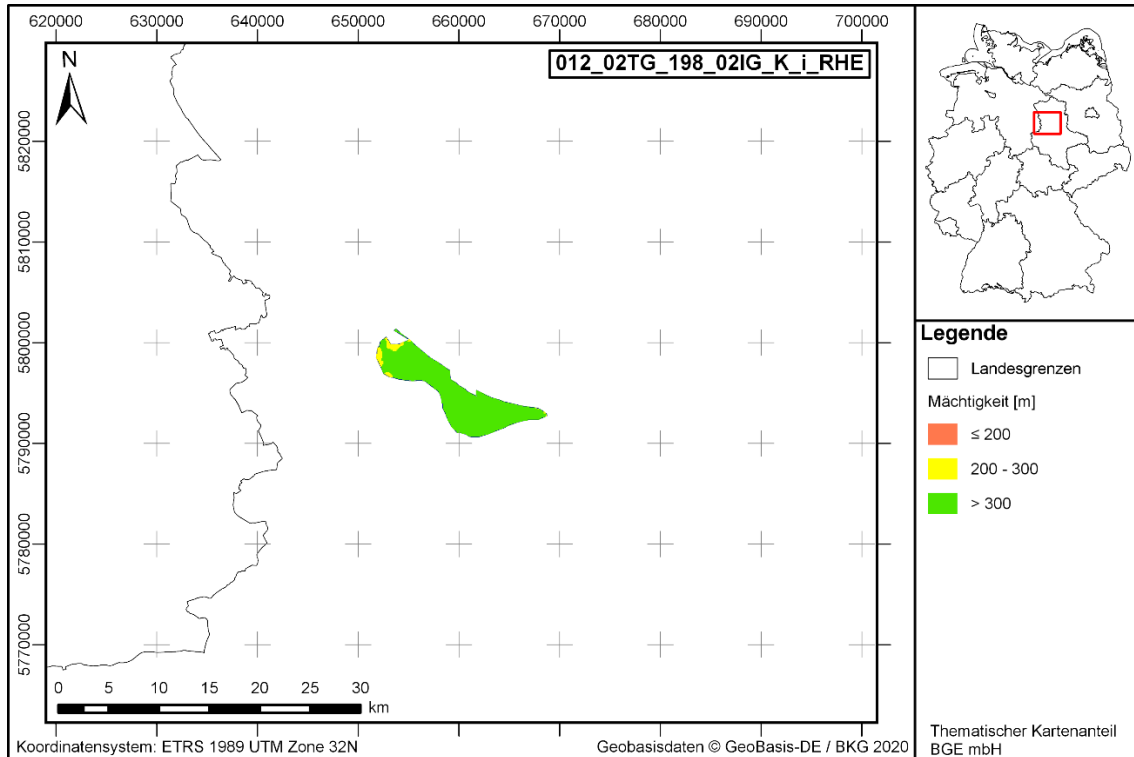 620000 630000 640000 650000 660000 670000 680000 690000 700000
012_02TG_198_02IG_K_i_RHE
N
5820000
5810000
5800000
5790000
5780000
5770000
0 5 10 15 20 30
km
Koordinatensystem: ETRS 1989 UTM Zone 32N
Geobasisdaten © GeoBasis-DE / BKG 2020
Legende
Landesgrenzen
Mächtigkeit [m]
≤ 200
200 - 300
> 300
Thematischer Kartenanteil
BGE mbH